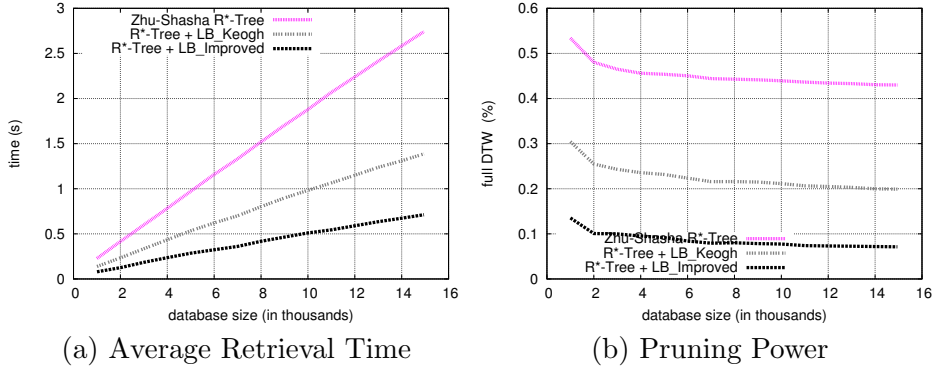 3
2.5
2
1.5
1
0.5
0
time (s)
Zhu-Shasha R*-Tree
R*-Tree + LB_Keogh
R*-Tree + LB_Improved
0 2 4 6 8 10 12 14 16
database size (in thousands)
(a) Average Retrieval Time
0.6
0.5
0.4
0.3
0.2
0.1
0
full DTW (%)
Zhu-Shasha R*-Tree
R*-Tree + LB_Keogh
R*-Tree + LB_Improved
0 2 4 6 8 10 12 14 16
database size (in thousands)
(b) Pruning Power